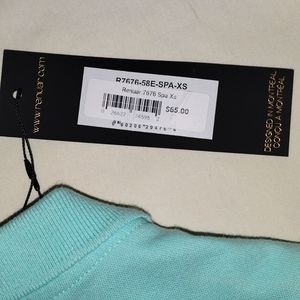 www.renuar.com
R7676-58E-SPA-XS
Renuar 7676 Spa Xs
$65.00
DESIGNED IN MONTREAL
CONÇU À MONTRÉAL